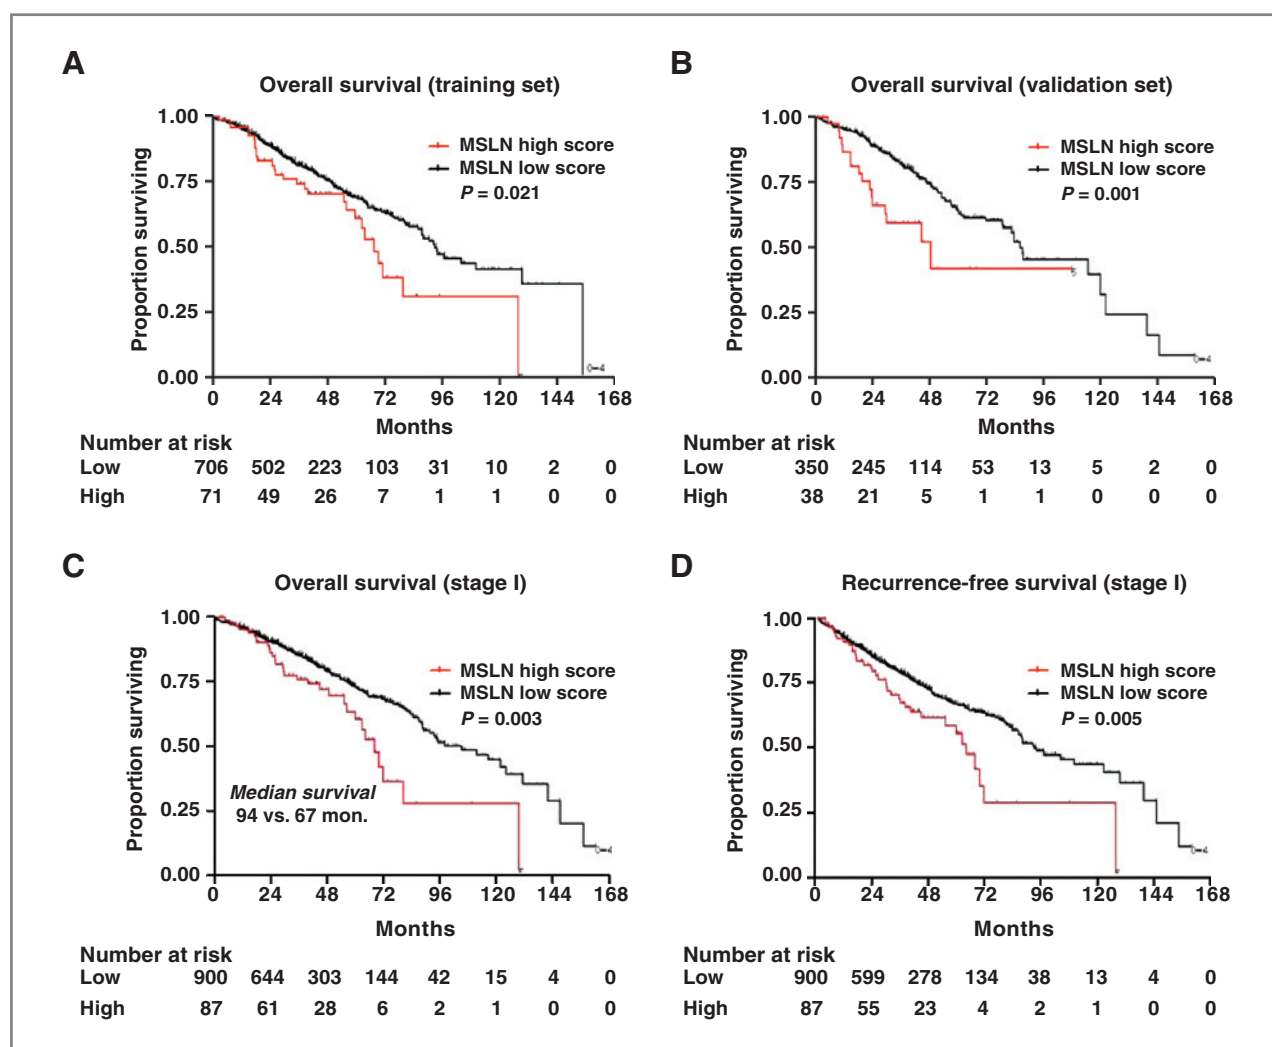 A
Overall survival (training set)
Proportion surviving
1.00
0.75
0.50
0.25
0.00
MSLN high score
MSLN low score
P = 0.021
0 24 48 72 96 120 144 168
Months
Number at risk
Low 706 502 223 103 31 10 2 0
High 71 49 26 7 1 1 0 0
B
Overall survival (validation set)
Proportion surviving
1.00
0.75
0.50
0.25
0.00
MSLN high score
MSLN low score
P = 0.001
0 24 48 72 96 120 144 168
Months
Number at risk
Low 350 245 114 53 13 5 2 0
High 38 21 5 1 1 0 0 0
C
Overall survival (stage I)
Proportion surviving
1.00
0.75
0.50
0.25
0.00
MSLN high score
MSLN low score
P = 0.003
Median survival
94 vs. 67 mon.
0 24 48 72 96 120 144 168
Months
Number at risk
Low 900 644 303 144 42 15 4 0
High 87 61 28 6 2 1 0 0
D
Recurrence-free survival (stage I)
Proportion surviving
1.00
0.75
0.50
0.25
0.00
MSLN high score
MSLN low score
P = 0.005
0 24 48 72 96 120 144 168
Months
Number at risk
Low 900 599 278 134 38 13 4 0
High 87 55 23 4 2 1 0 0